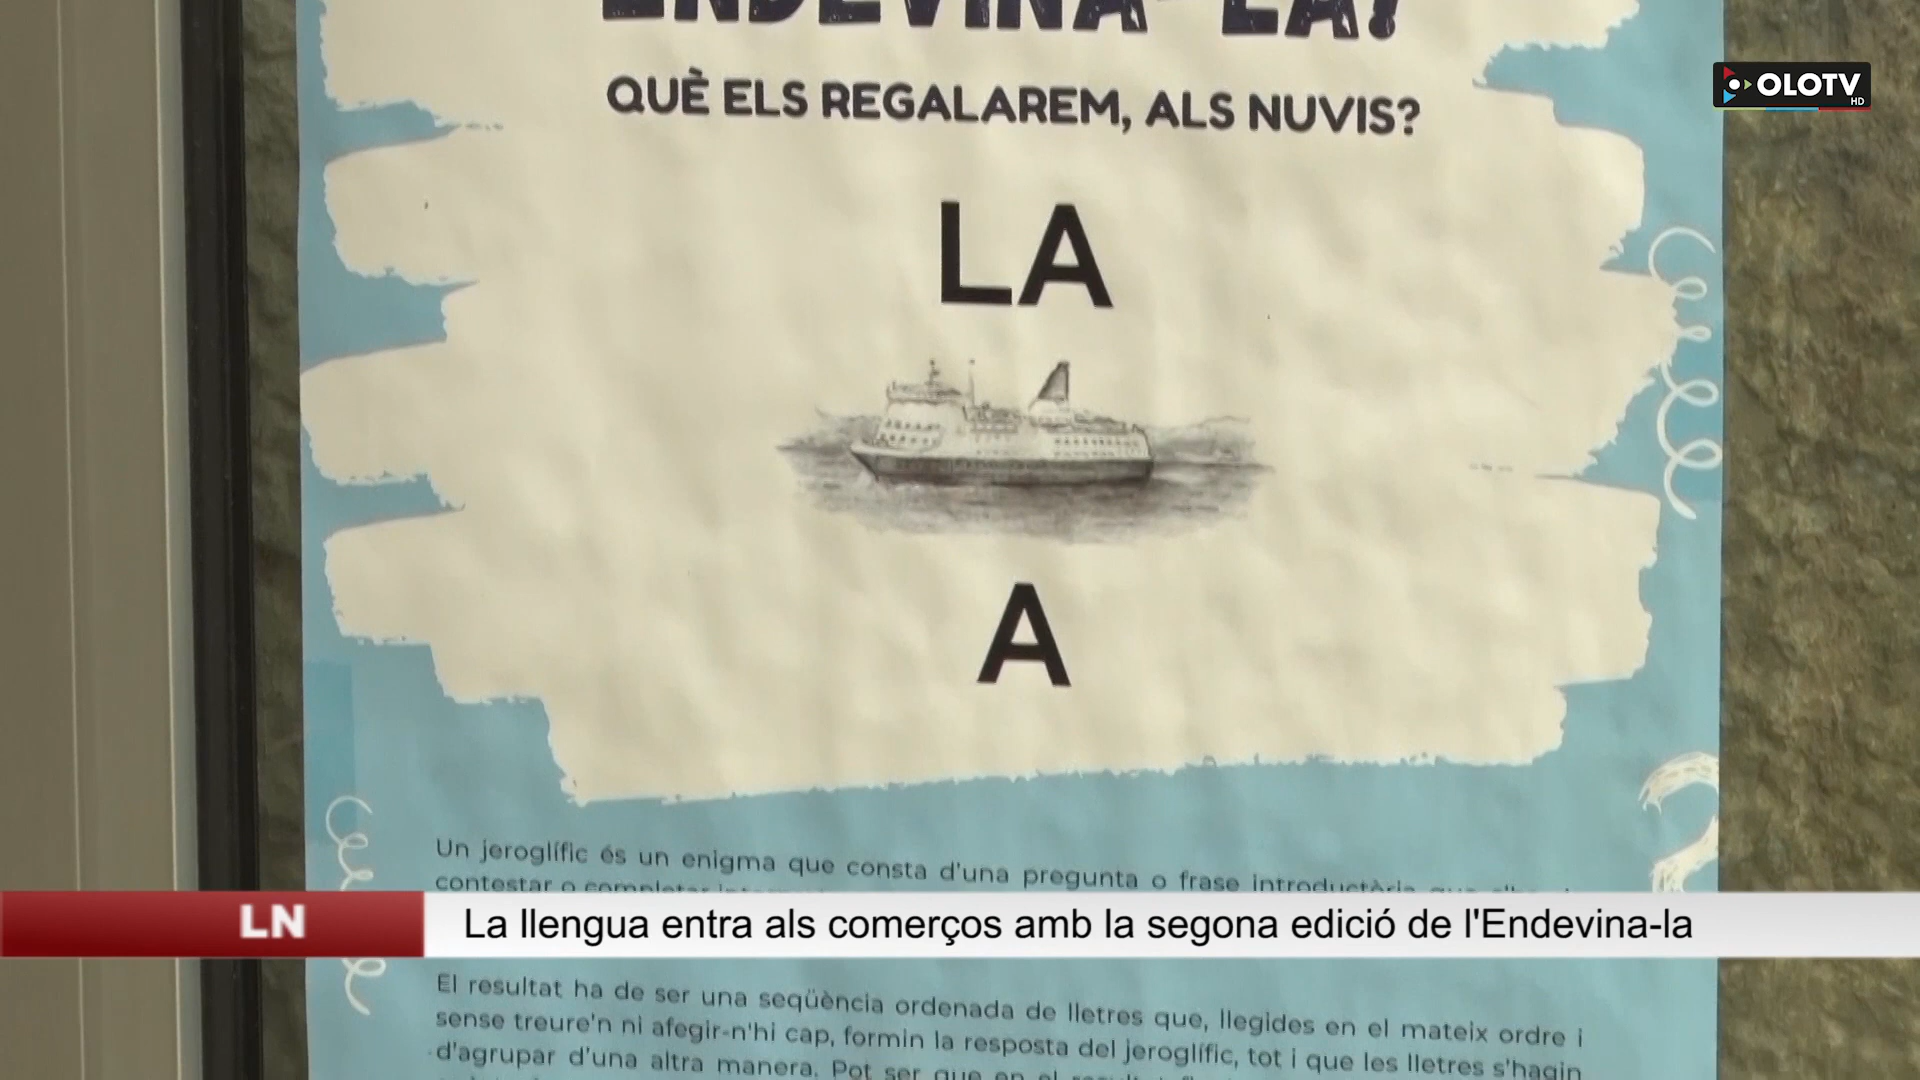 ENDEVINA-LA!
QUÈ ELS REGALAREM, ALS NUVIS?
OLOTV
HD
LA
A
Un jeroglífic és un enigma que consta d'una pregunta o frase introductòria que
contestar o completar
LN
La llengua entra als comerços amb la segona edició de l'Endevina-la
El resultat ha de ser una seqüència ordenada de lletres que, llegides en el mateix ordre i
sense treure'n ni afegir-n'hi cap, formin la resposta del jeroglífic, tot i que les lletres s'hagin
d'agrupar d'una altra manera. Pot ser que en el